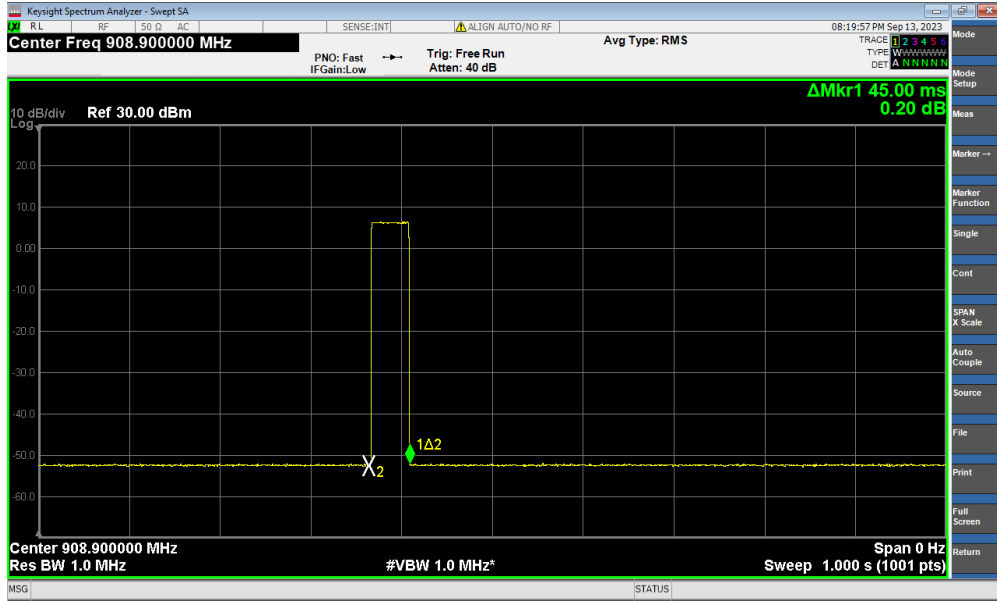 Keysight Spectrum Analyzer - Swept SA
RL RF 50 Ω AC SENSE:INT ALIGN AUTO/NO RF 08:19:57 PM Sep 13, 2023
Center Freq 908.900000 MHz
PNO: Fast
IFGain:Low
Trig: Free Run
Atten: 40 dB
Avg Type: RMS
TRACE 1 2 3 4 5 6
TYPE WWWWWW
DET A N N N N N
ΔMkr1 45.00 ms
0.20 dB
10 dB/div Ref 30.00 dBm
Log
20.0
10.0
0.00
-10.0
-20.0
-30.0
-40.0
-50.0
-60.0
1Δ2
2
Center 908.900000 MHz Span 0 Hz
Res BW 1.0 MHz #VBW 1.0 MHz* Sweep 1.000 s (1001 pts)
MSG STATUS
Mode
Mode
Setup
Meas
Marker →
Marker
Function
Single
Cont
SPAN
X Scale
Auto
Couple
Source
File
Print
Full
Screen
Return